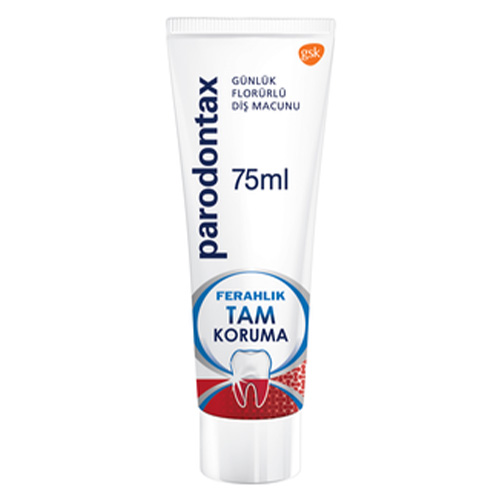 gsk
GÜNLÜK
FLORÜRLÜ
DİŞ MACUNU
parodontax
75ml
FERAHLIK
TAM
KORUMA